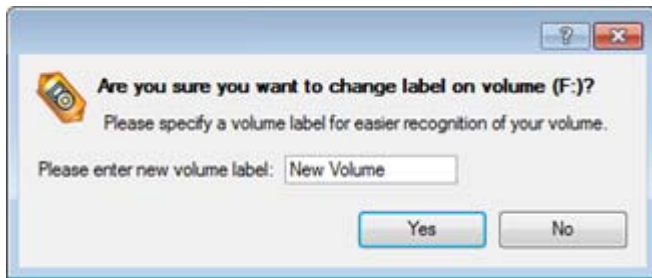 Are you sure you want to change label on volume (F:)?
Please specify a volume label for easier recognition of your volume.
Please enter new volume label: New Volume
Yes No